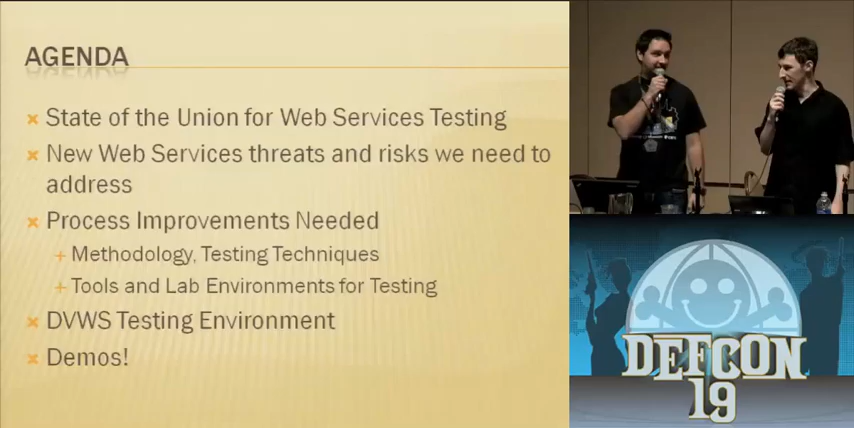 AGENDA
State of the Union for Web Services Testing
New Web Services threats and risks we need to
address
Process Improvements Needed
Methodology, Testing Techniques
Tools and Lab Environments for Testing
DVWS Testing Environment
Demos!
DEFCON
19